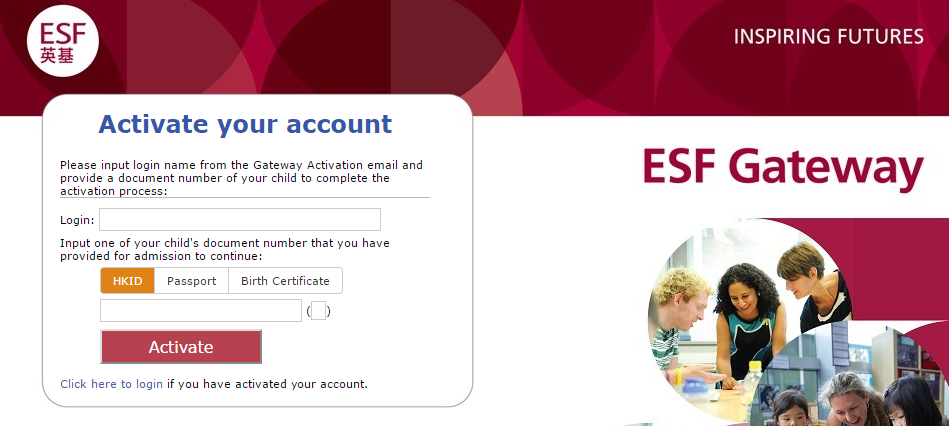 ESF
英基
INSPIRING FUTURES
Activate your account
Please input login name from the Gateway Activation email and
provide a document number of your child to complete the
activation process:
Login:
Input one of your child's document number that you have
provided for admission to continue:
HKID Passport Birth Certificate
( )
Activate
Click here to login if you have activated your account.
ESF Gateway